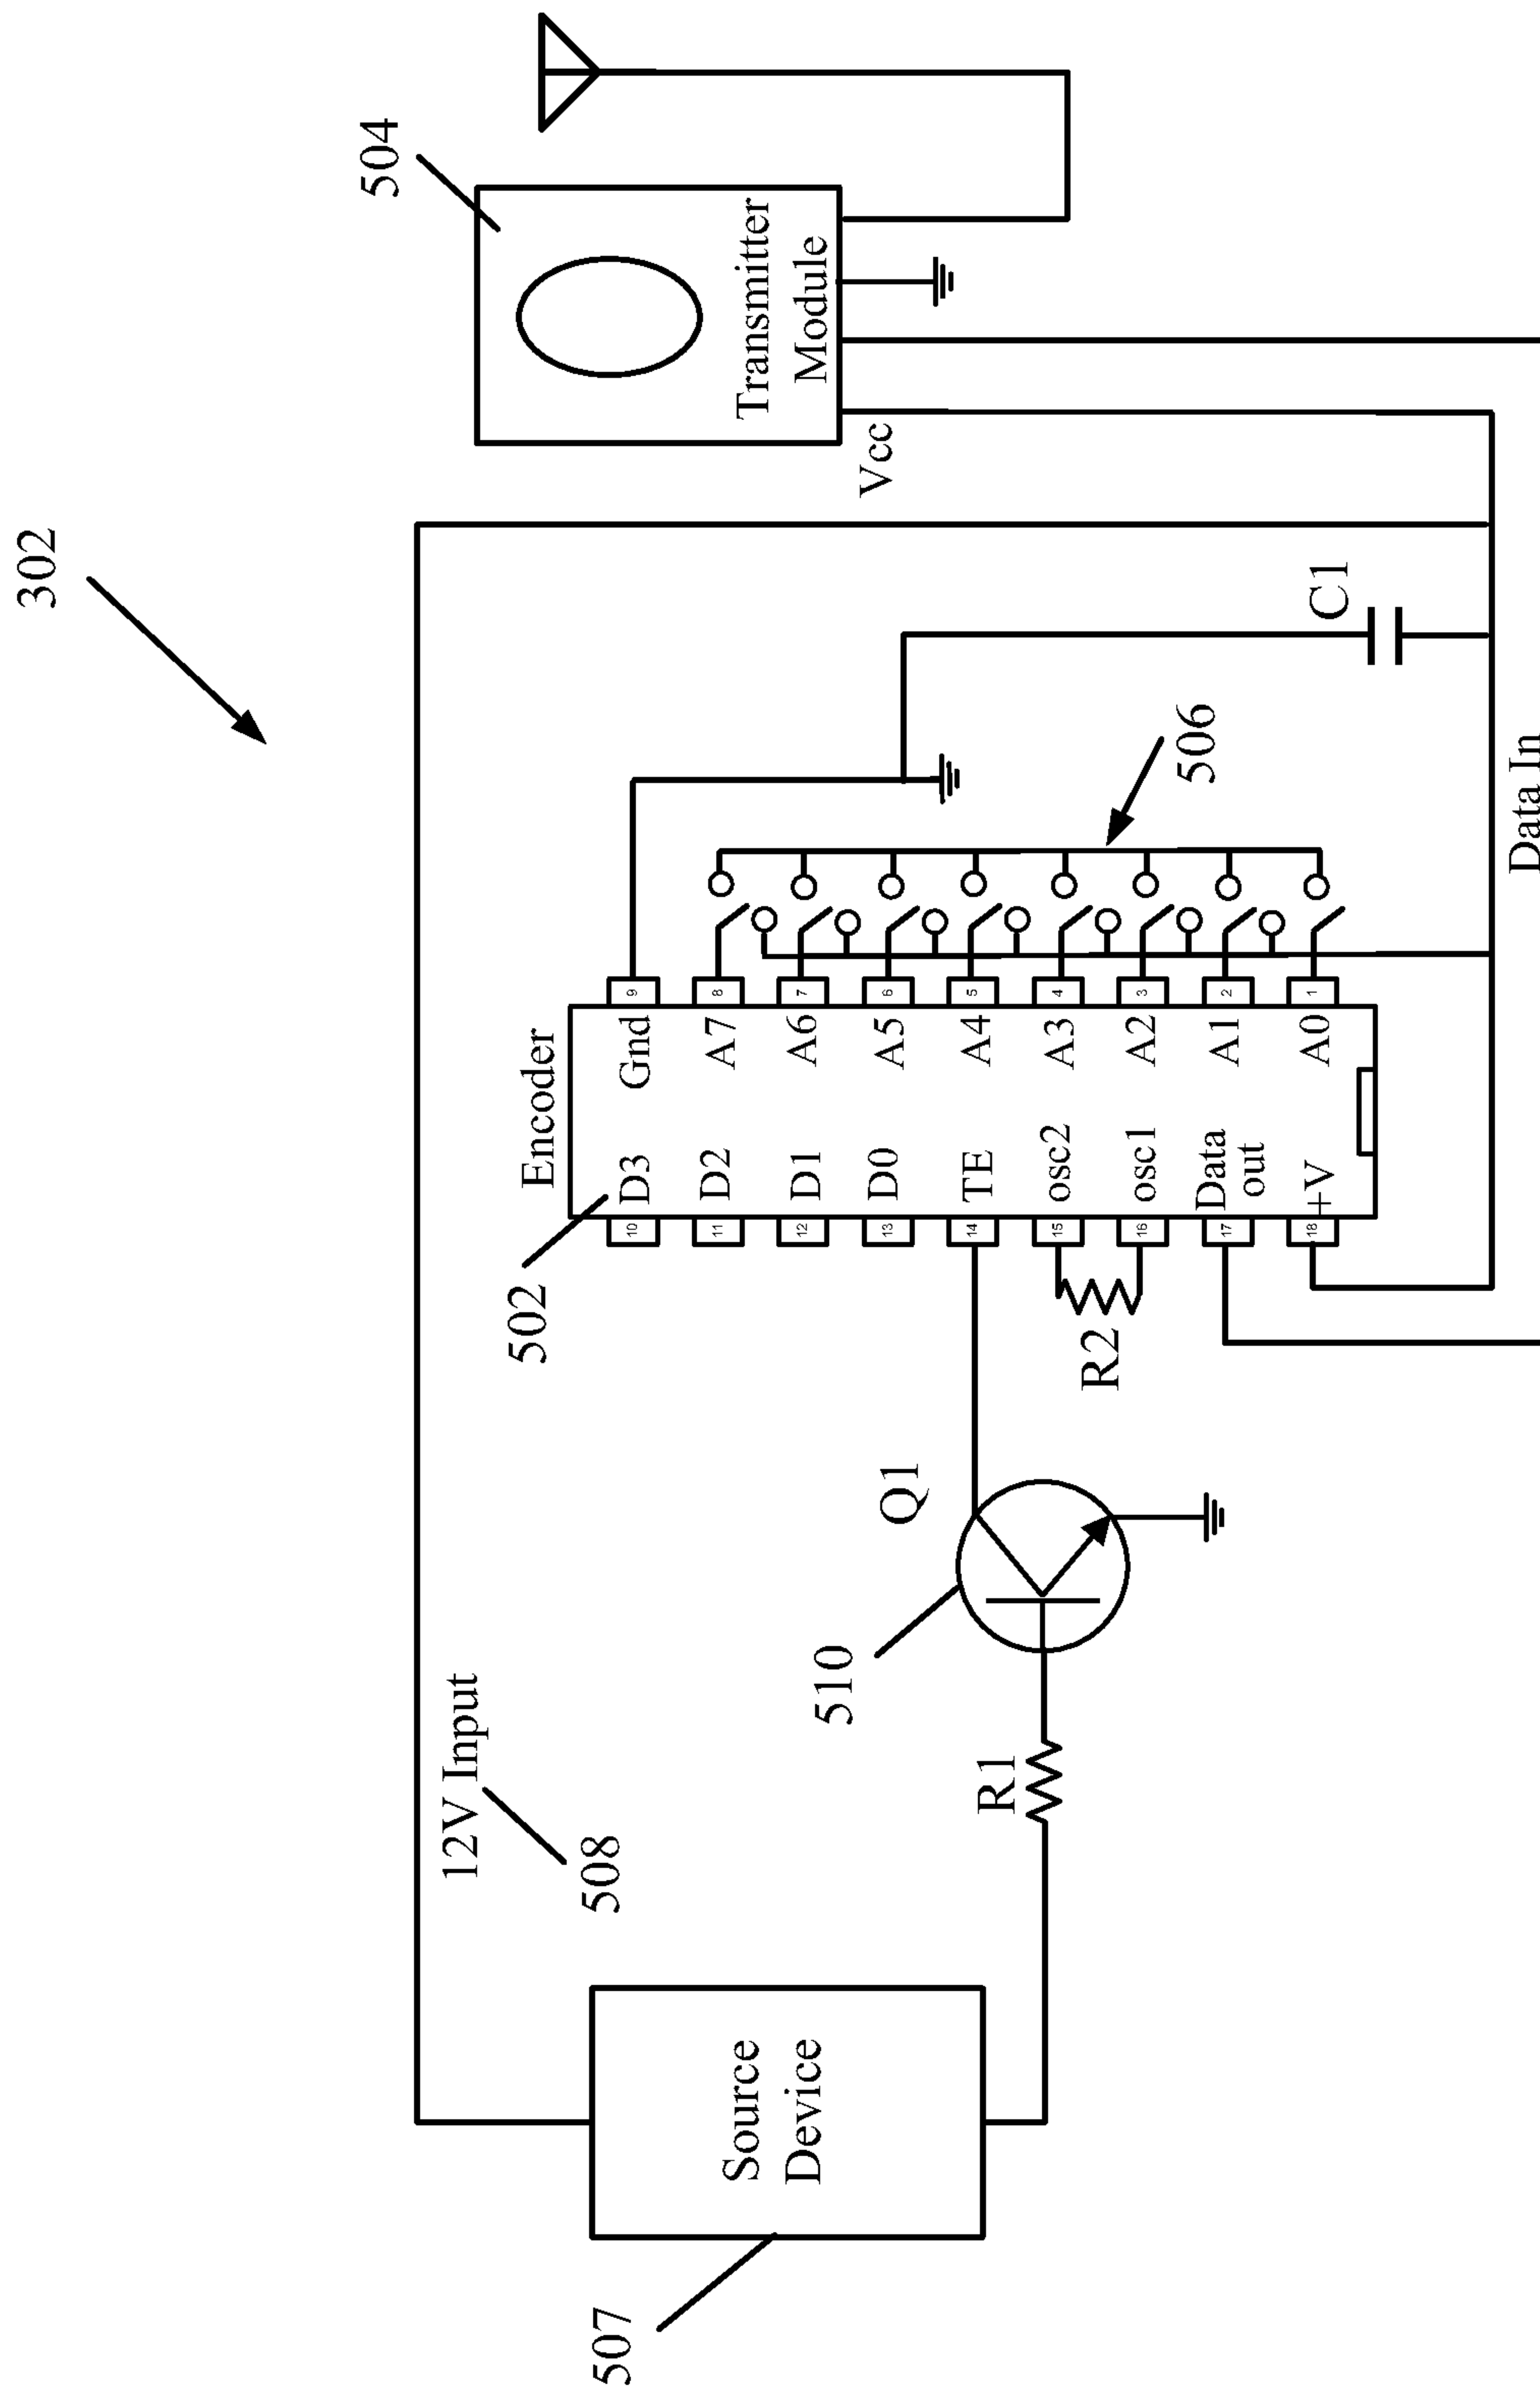 302
504
Transmitter
Module
Vcc
12V Input
508
507
Source
Device
R1
510
Q1
502
Encoder
10
11
12
13
14
15
16
17
18
D3
D2
D1
D0
TE
osc2
osc1
Data
out
+V
Gnd
A7
A6
A5
A4
A3
A2
A1
A0
9
8
7
6
5
4
3
2
1
R2
506
C1
Data In